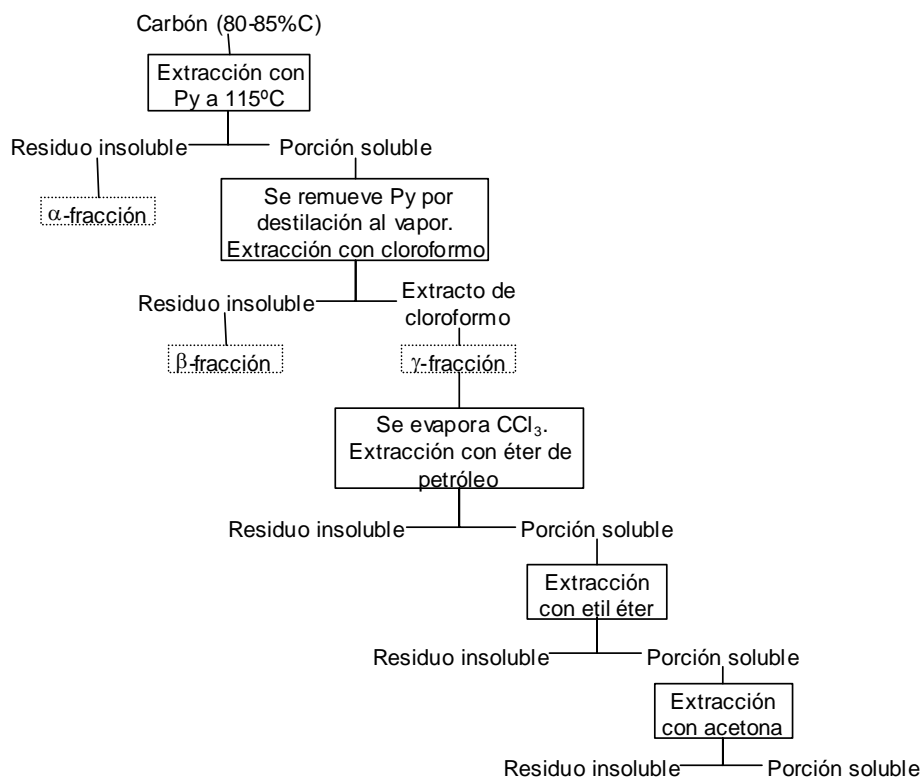 Carbón (80-85%C)
Extracción con
Py a 115ºC
Residuo insoluble
Porción soluble
α-fracción
Se remueve Py por
destilación al vapor.
Extracción con cloroformo
Residuo insoluble
Extracto de
cloroformo
β-fracción
γ-fracción
Se evapora CCl₃.
Extracción con éter de
petróleo
Residuo insoluble
Porción soluble
Extracción
con etil éter
Residuo insoluble
Porción soluble
Extracción
con acetona
Residuo insoluble
Porción soluble